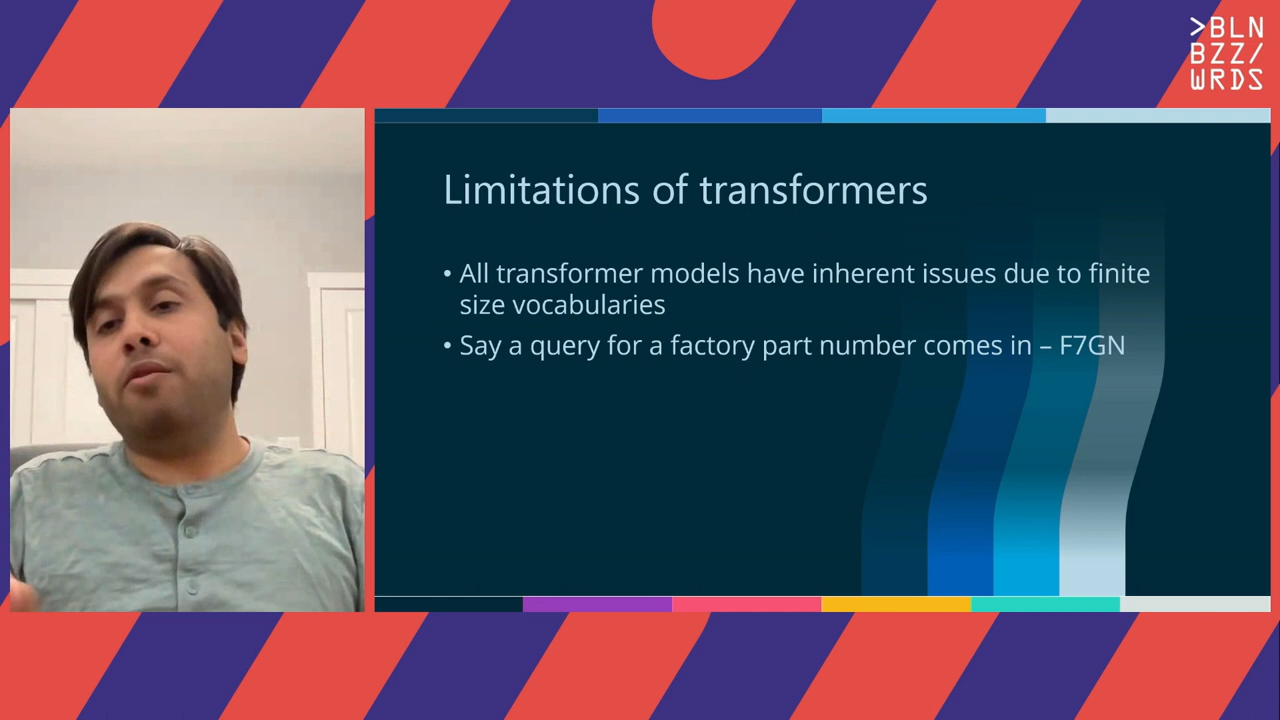 >BLN
BZZ/
WRDS
Limitations of transformers
• All transformer models have inherent issues due to finite
size vocabularies
• Say a query for a factory part number comes in – F7GN